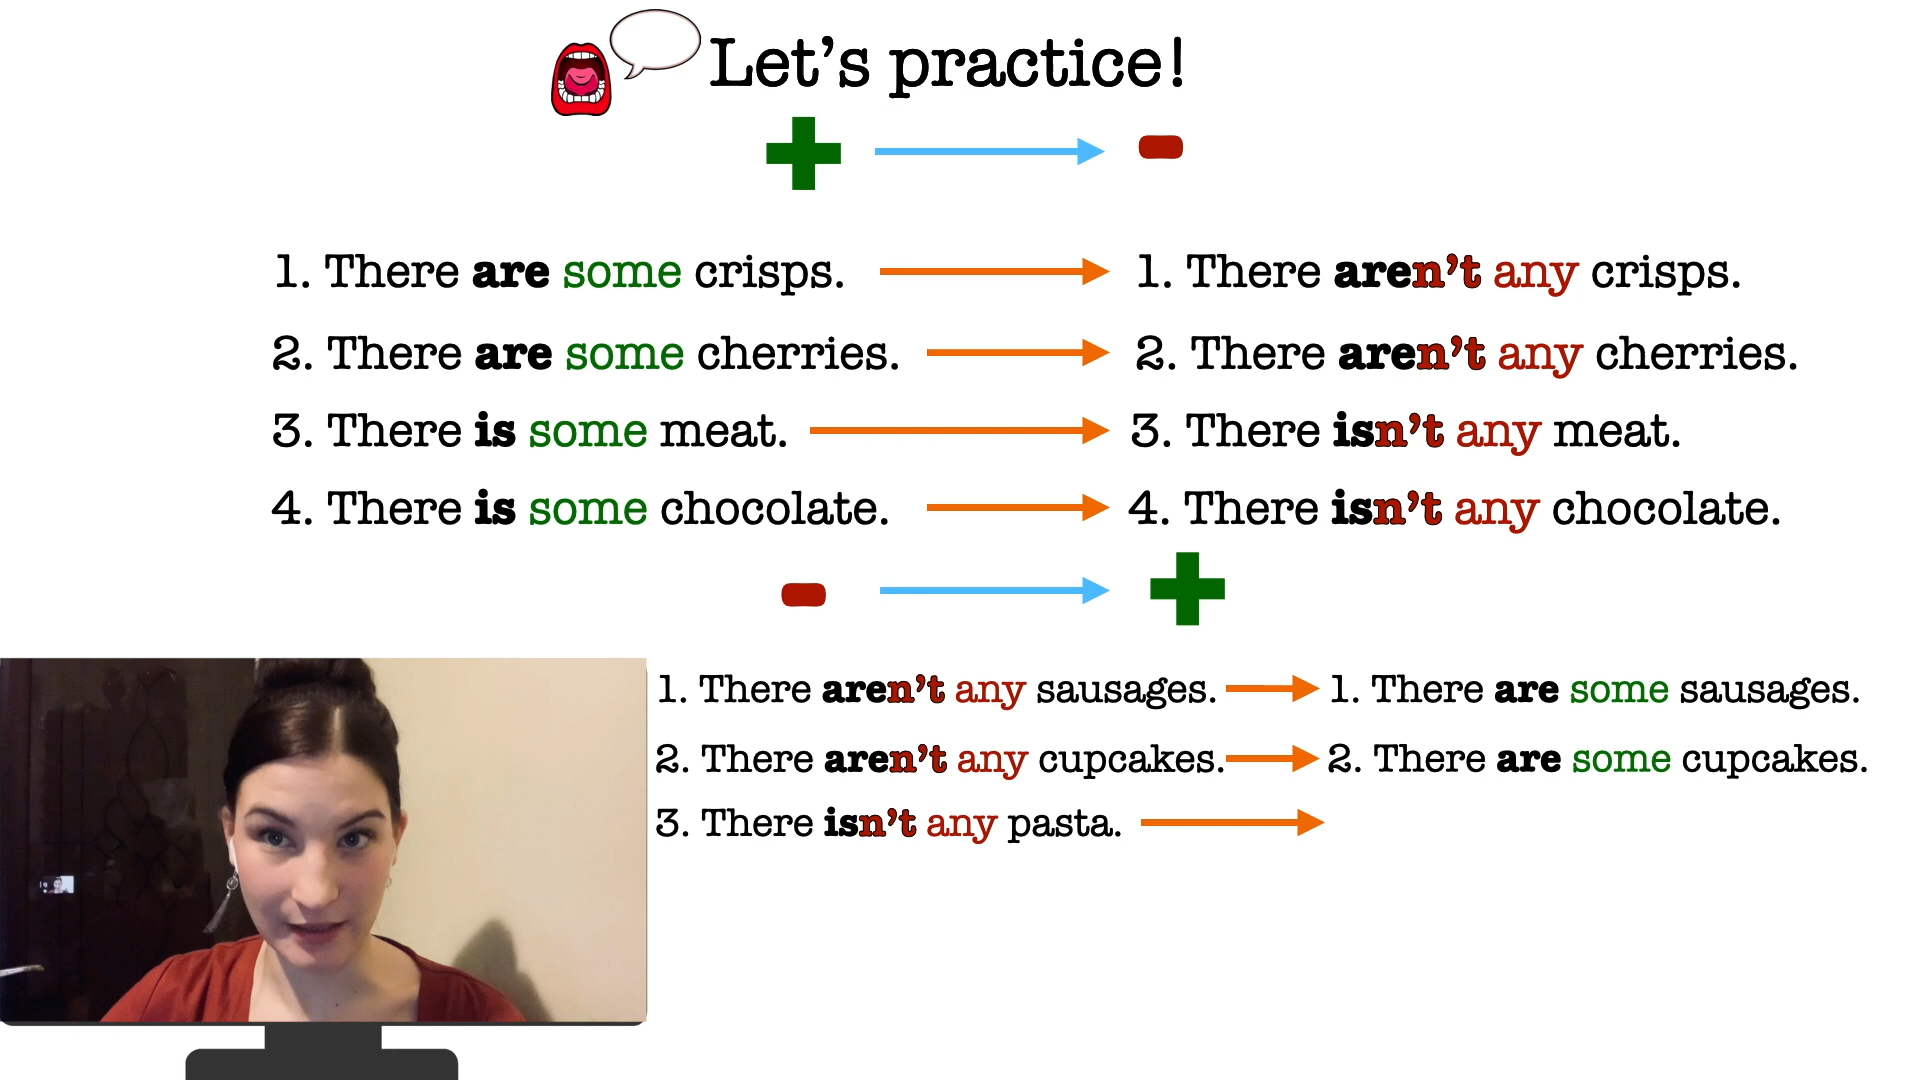 Let’s practice!
1. There are some crisps. 1. There aren’t any crisps.
2. There are some cherries. 2. There aren’t any cherries.
3. There is some meat. 3. There isn’t any meat.
4. There is some chocolate. 4. There isn’t any chocolate.
1. There aren’t any sausages. 1. There are some sausages.
2. There aren’t any cupcakes. 2. There are some cupcakes.
3. There isn’t any pasta.